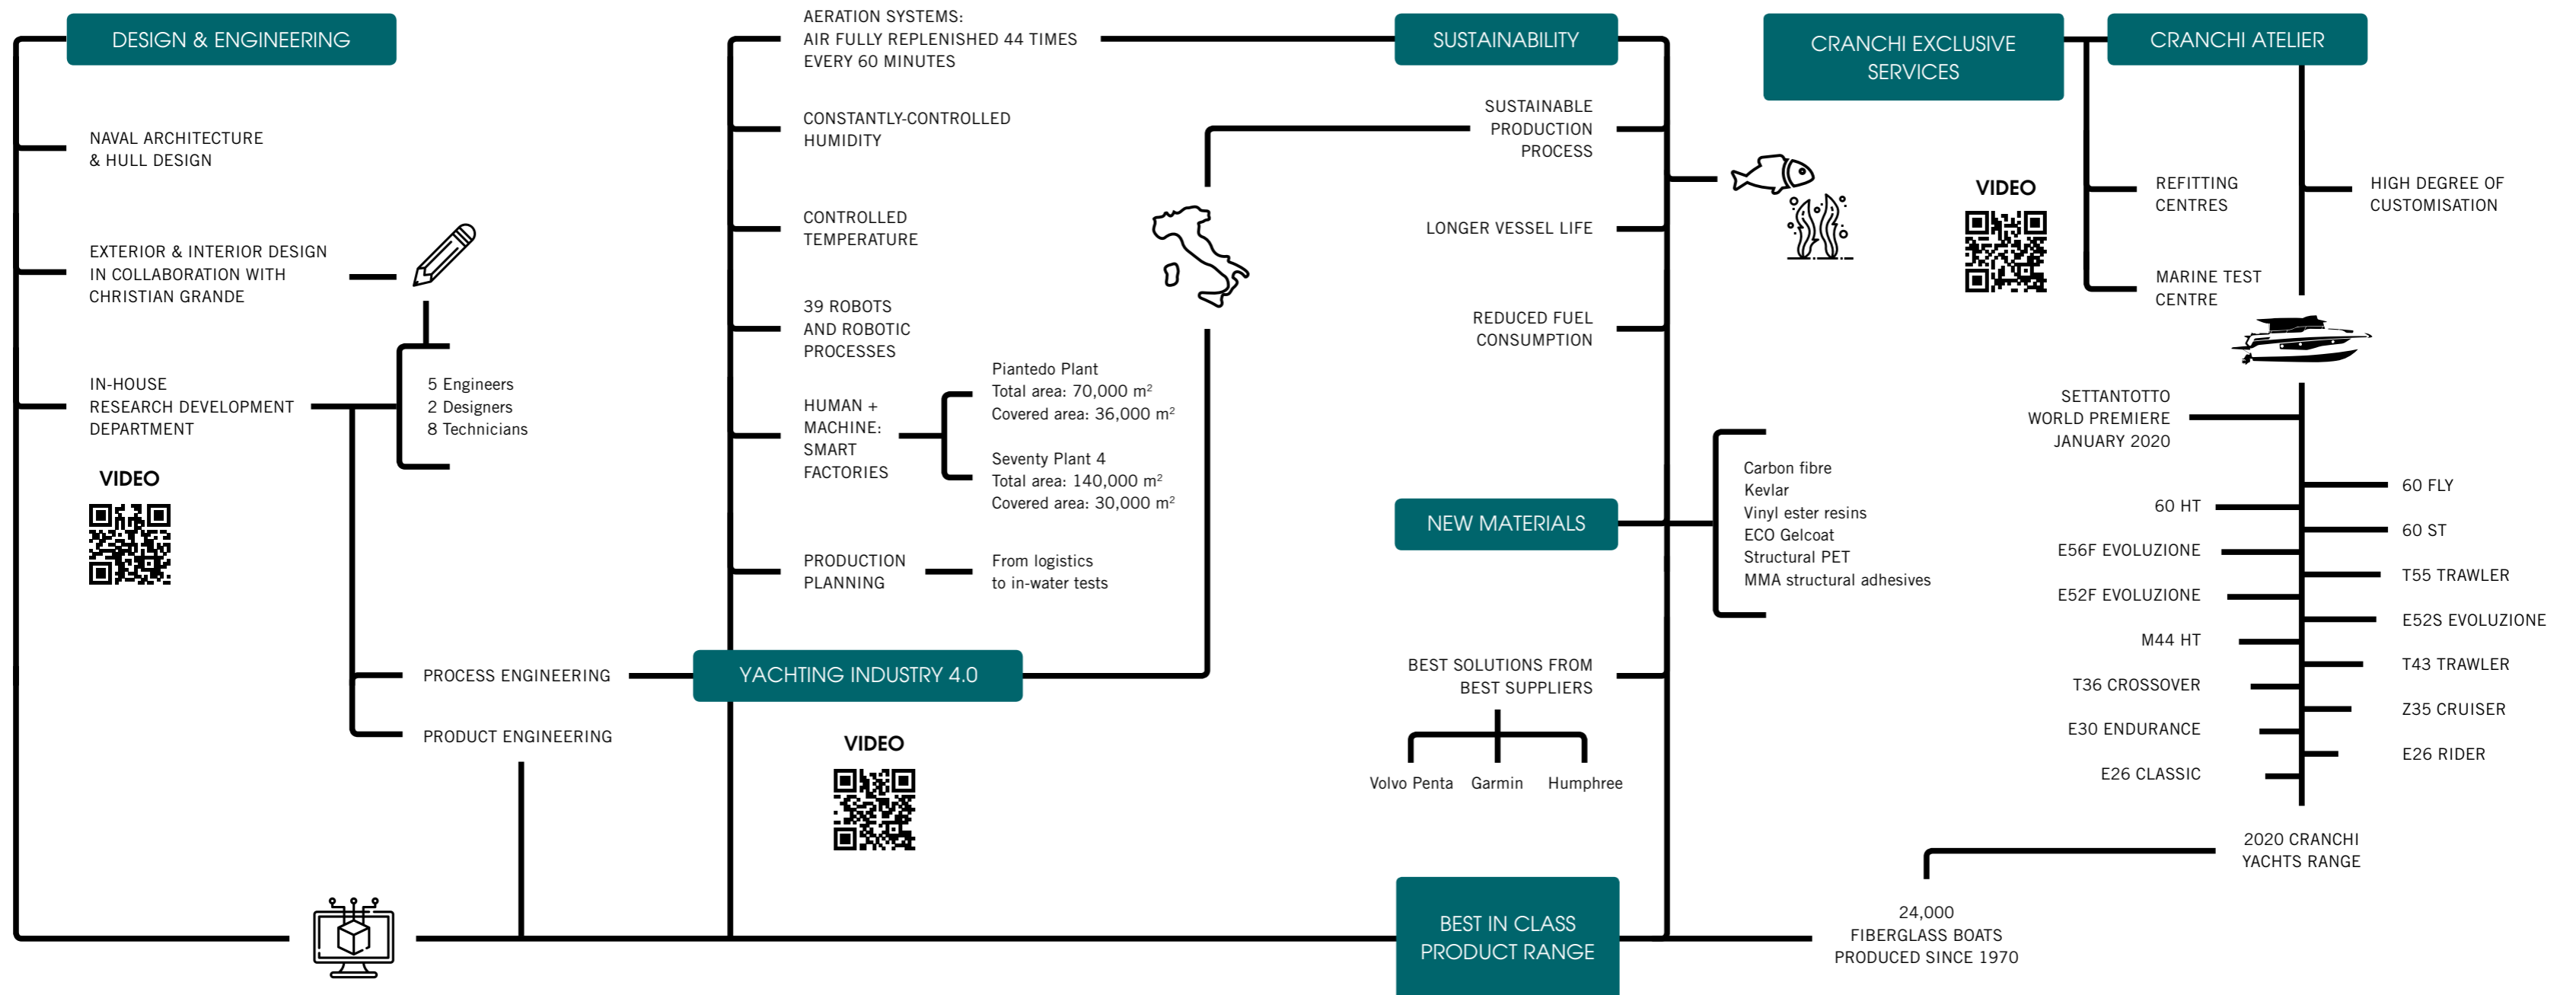 DESIGN & ENGINEERING
NAVAL ARCHITECTURE
& HULL DESIGN
EXTERIOR & INTERIOR DESIGN
IN COLLABORATION WITH
CHRISTIAN GRANDE
IN-HOUSE
RESEARCH DEVELOPMENT
DEPARTMENT
5 Engineers
2 Designers
8 Technicians
VIDEO
PROCESS ENGINEERING
PRODUCT ENGINEERING
AERATION SYSTEMS:
AIR FULLY REPLENISHED 44 TIMES
EVERY 60 MINUTES
CONSTANTLY-CONTROLLED
HUMIDITY
CONTROLLED
TEMPERATURE
39 ROBOTS
AND ROBOTIC
PROCESSES
HUMAN +
MACHINE:
SMART
FACTORIES
Piantedo Plant
Total area: 70,000 m²
Covered area: 36,000 m²
Seventy Plant 4
Total area: 140,000 m²
Covered area: 30,000 m²
PRODUCTION
PLANNING
From logistics
to in-water tests
YACHTING INDUSTRY 4.0
VIDEO
SUSTAINABILITY
SUSTAINABLE
PRODUCTION
PROCESS
LONGER VESSEL LIFE
REDUCED FUEL
CONSUMPTION
NEW MATERIALS
Carbon fibre
Kevlar
Vinyl ester resins
ECO Gelcoat
Structural PET
MMA structural adhesives
BEST SOLUTIONS FROM
BEST SUPPLIERS
Volvo Penta
Garmin
Humphree
BEST IN CLASS
PRODUCT RANGE
CRANCHI EXCLUSIVE
SERVICES
CRANCHI ATELIER
VIDEO
REFITTING
CENTRES
MARINE TEST
CENTRE
HIGH DEGREE OF
CUSTOMISATION
SETTANTOTTO
WORLD PREMIERE
JANUARY 2020
60 FLY
60 HT
60 ST
E56F EVOLUZIONE
T55 TRAWLER
E52F EVOLUZIONE
E52S EVOLUZIONE
M44 HT
T43 TRAWLER
T36 CROSSOVER
Z35 CRUISER
E30 ENDURANCE
E26 RIDER
E26 CLASSIC
2020 CRANCHI
YACHTS RANGE
24,000
FIBERGLASS BOATS
PRODUCED SINCE 1970